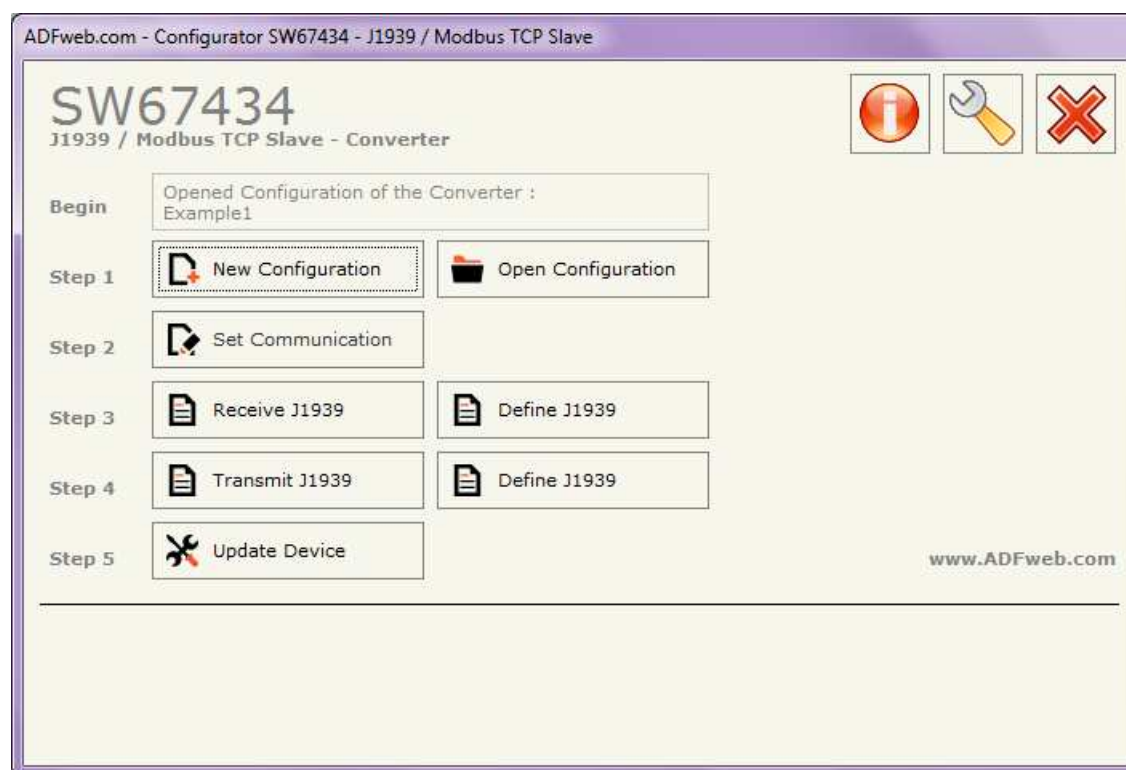 ADFweb.com - Configurator SW67434 - J1939 / Modbus TCP Slave
SW67434
J1939 / Modbus TCP Slave - Converter
Begin
Opened Configuration of the Converter :
Example1
Step 1
New Configuration
Open Configuration
Step 2
Set Communication
Step 3
Receive J1939
Define J1939
Step 4
Transmit J1939
Define J1939
Step 5
Update Device
www.ADFweb.com